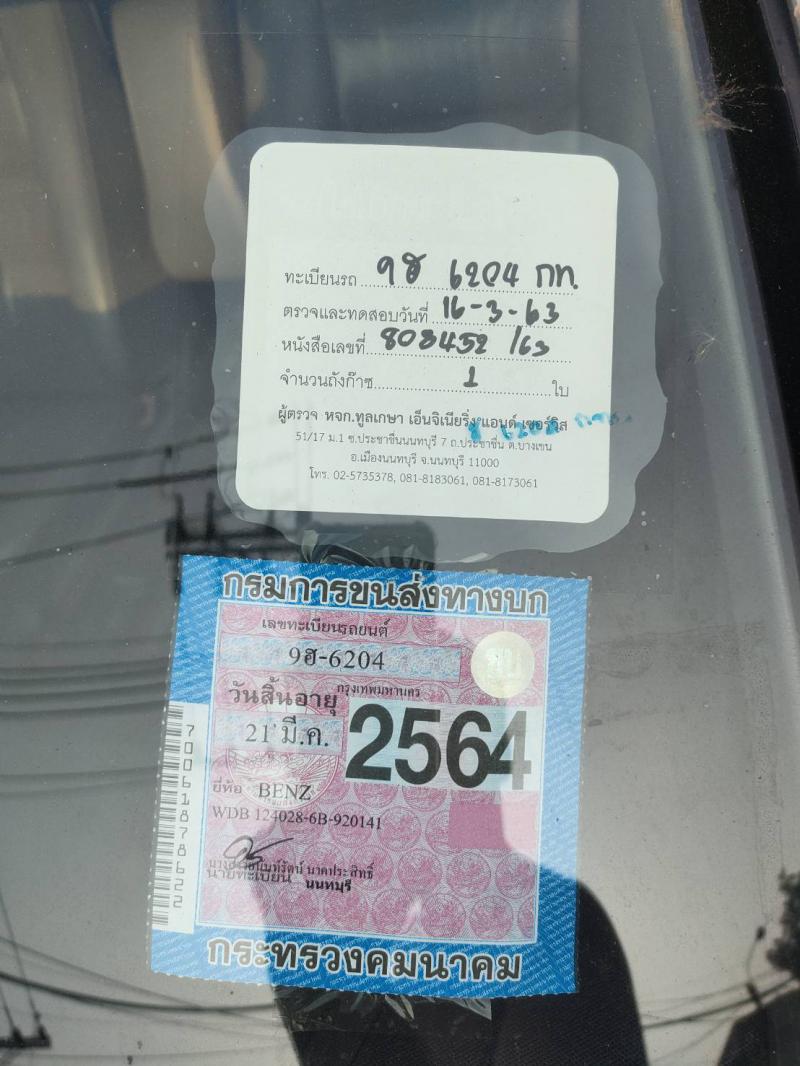 ทะเบียนรถ 9ฮ 6204 กท.
ตรวจและทดสอบวันที่ 16-3-63
หนังสือเลขที่ 803452 /63
จำนวนถังก๊าซ 1 ใบ
ผู้ตรวจ หจก.ทูลเกษา เอ็นจิเนียริ่ง แอนด์ เซอร์วิส
51/17 ม.1 ซ.ประชาชื่นนนทบุรี 7 ถ.ประชาชื่น ต.บางเขน
อ.เมืองนนทบุรี จ.นนทบุรี 11000
โทร. 02-5735378, 081-8183061, 081-8173061
กรมการขนส่งทางบก
เลขทะเบียนรถยนต์
9ฮ-6204
กรุงเทพมหานคร
วันสิ้นอายุ
21 มี.ค. 2564
ยี่ห้อ BENZ
WDB 124028-6B-920141
นาคประสิทธิ์
นายทะเบียน นนทบุรี
70061878622
กระทรวงคมนาคม